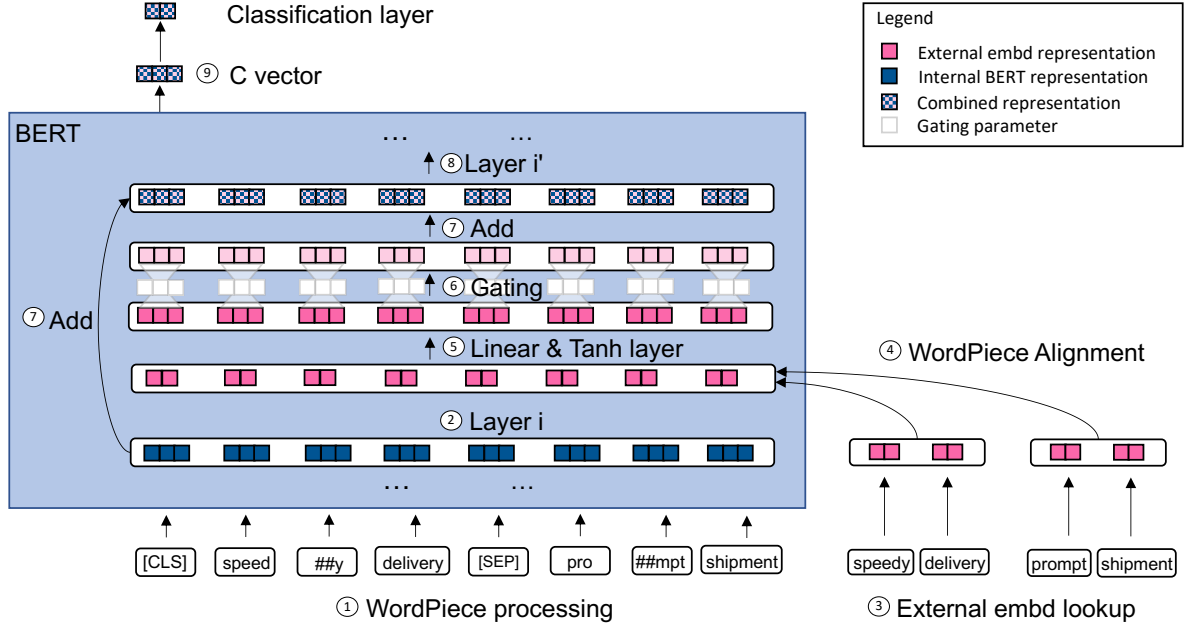 Classification layer
⑨ C vector
Legend
External embd representation
Internal BERT representation
Combined representation
Gating parameter
BERT
... ...
⑧ Layer i'
⑦ Add
⑥ Gating
⑦ Add
⑤ Linear & Tanh layer
④ WordPiece Alignment
② Layer i
... ...
[CLS] speed ##y delivery [SEP] pro ##mpt shipment
speedy delivery prompt shipment
① WordPiece processing
③ External embd lookup